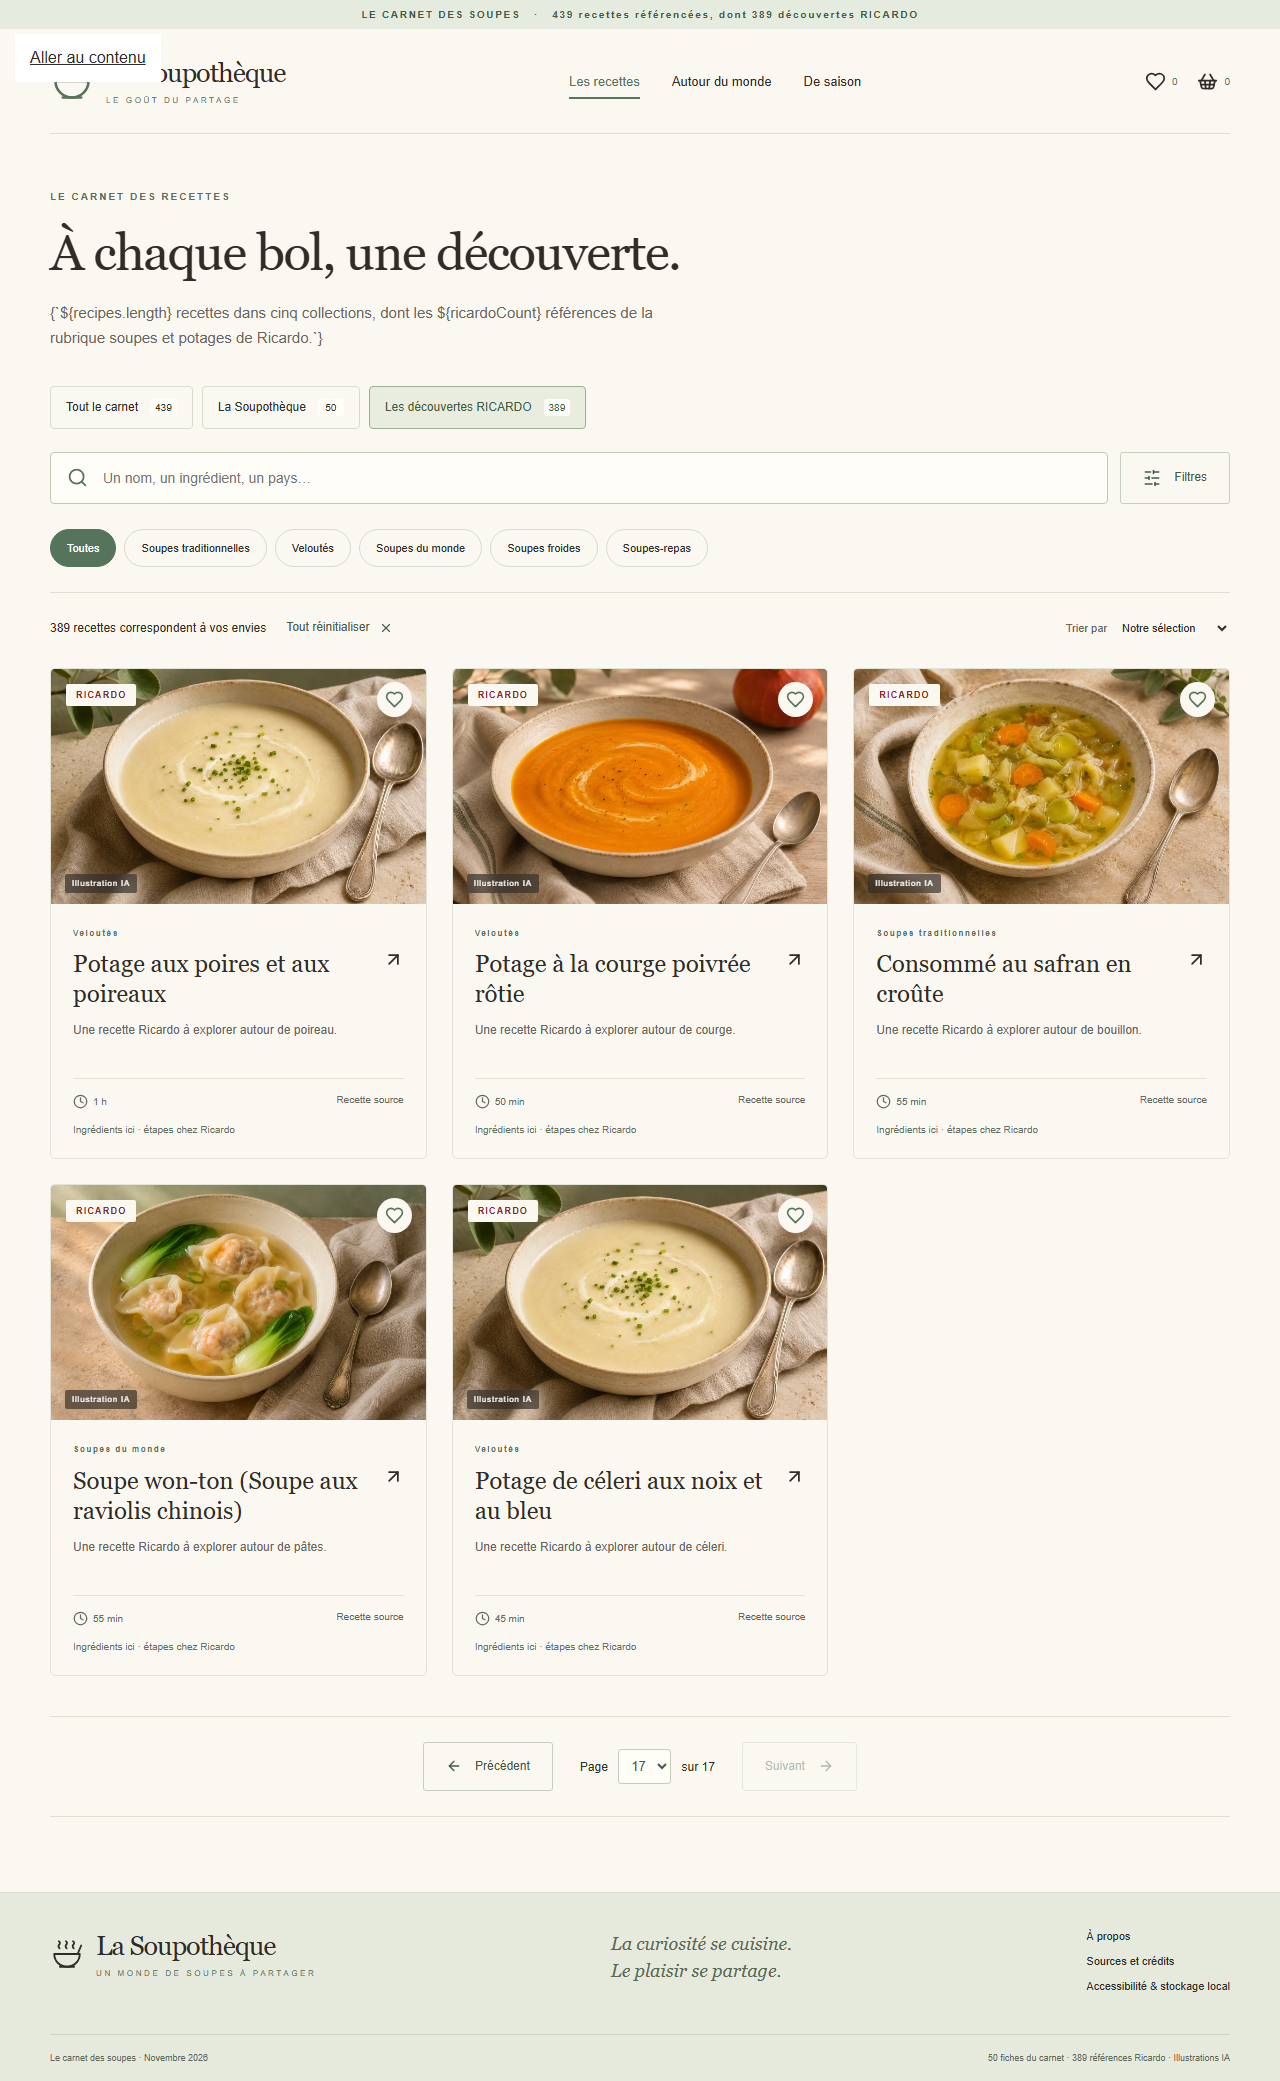 LE CARNET DES SOUPES · 439 recettes référencées, dont 389 découvertes RICARDO
Aller au contenu
oupothèque
LE GOÛT DU PARTAGE
Les recettes
Autour du monde
De saison
0
0
LE CARNET DES RECETTES
À chaque bol, une découverte.
{`${recipes.length} recettes dans cinq collections, dont les ${ricardoCount} références de la
rubrique soupes et potages de Ricardo.`}
Tout le carnet 439
La Soupothèque 50
Les découvertes RICARDO 389
Un nom, un ingrédient, un pays…
Filtres
Toutes
Soupes traditionnelles
Veloutés
Soupes du monde
Soupes froides
Soupes-repas
389 recettes correspondent à vos envies
Tout réinitialiser
Trier par Notre sélection
RICARDO
Illustration IA
Veloutés
Potage aux poires et aux
poireaux
Une recette Ricardo à explorer autour de poireau.
1 h
Recette source
Ingrédients ici · étapes chez Ricardo
RICARDO
Illustration IA
Veloutés
Potage à la courge poivrée
rôtie
Une recette Ricardo à explorer autour de courge.
50 min
Recette source
Ingrédients ici · étapes chez Ricardo
RICARDO
Illustration IA
Soupes traditionnelles
Consommé au safran en
croûte
Une recette Ricardo à explorer autour de bouillon.
55 min
Recette source
Ingrédients ici · étapes chez Ricardo
RICARDO
Illustration IA
Soupes du monde
Soupe won-ton (Soupe aux
raviolis chinois)
Une recette Ricardo à explorer autour de pâtes.
55 min
Recette source
Ingrédients ici · étapes chez Ricardo
RICARDO
Illustration IA
Veloutés
Potage de céleri aux noix et
au bleu
Une recette Ricardo à explorer autour de céleri.
45 min
Recette source
Ingrédients ici · étapes chez Ricardo
Précédent
Page 17 sur 17
Suivant
La Soupothèque
UN MONDE DE SOUPES À PARTAGER
La curiosité se cuisine.
Le plaisir se partage.
À propos
Sources et crédits
Accessibilité & stockage local
Le carnet des soupes · Novembre 2026
50 fiches du carnet · 389 références Ricardo · Illustrations IA